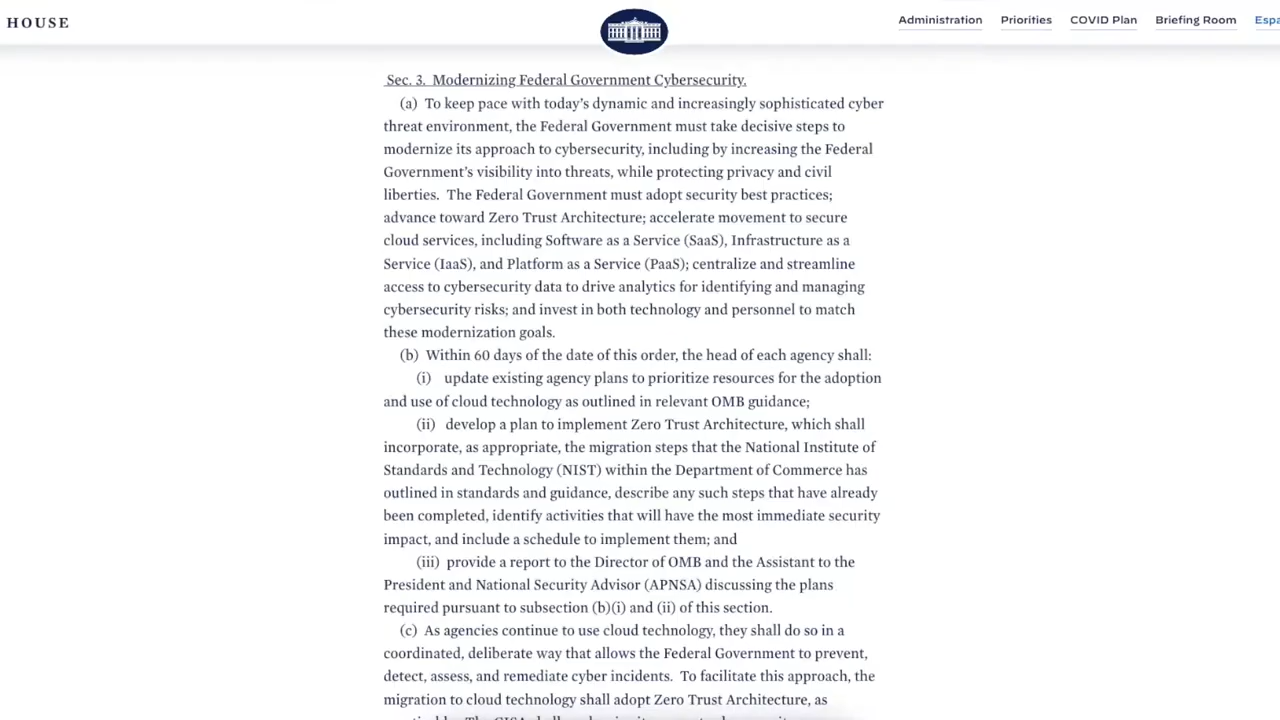 HOUSE
Administration Priorities COVID Plan Briefing Room
Sec. 3. Modernizing Federal Government Cybersecurity.
(a) To keep pace with today’s dynamic and increasingly sophisticated cyber
threat environment, the Federal Government must take decisive steps to
modernize its approach to cybersecurity, including by increasing the Federal
Government’s visibility into threats, while protecting privacy and civil
liberties. The Federal Government must adopt security best practices;
advance toward Zero Trust Architecture; accelerate movement to secure
cloud services, including Software as a Service (SaaS), Infrastructure as a
Service (IaaS), and Platform as a Service (PaaS); centralize and streamline
access to cybersecurity data to drive analytics for identifying and managing
cybersecurity risks; and invest in both technology and personnel to match
these modernization goals.
(b) Within 60 days of the date of this order, the head of each agency shall:
(i) update existing agency plans to prioritize resources for the adoption
and use of cloud technology as outlined in relevant OMB guidance;
(ii) develop a plan to implement Zero Trust Architecture, which shall
incorporate, as appropriate, the migration steps that the National Institute of
Standards and Technology (NIST) within the Department of Commerce has
outlined in standards and guidance, describe any such steps that have already
been completed, identify activities that will have the most immediate security
impact, and include a schedule to implement them; and
(iii) provide a report to the Director of OMB and the Assistant to the
President and National Security Advisor (APNSA) discussing the plans
required pursuant to subsection (b)(i) and (ii) of this section.
(c) As agencies continue to use cloud technology, they shall do so in a
coordinated, deliberate way that allows the Federal Government to prevent,
detect, assess, and remediate cyber incidents. To facilitate this approach, the
migration to cloud technology shall adopt Zero Trust Architecture, as